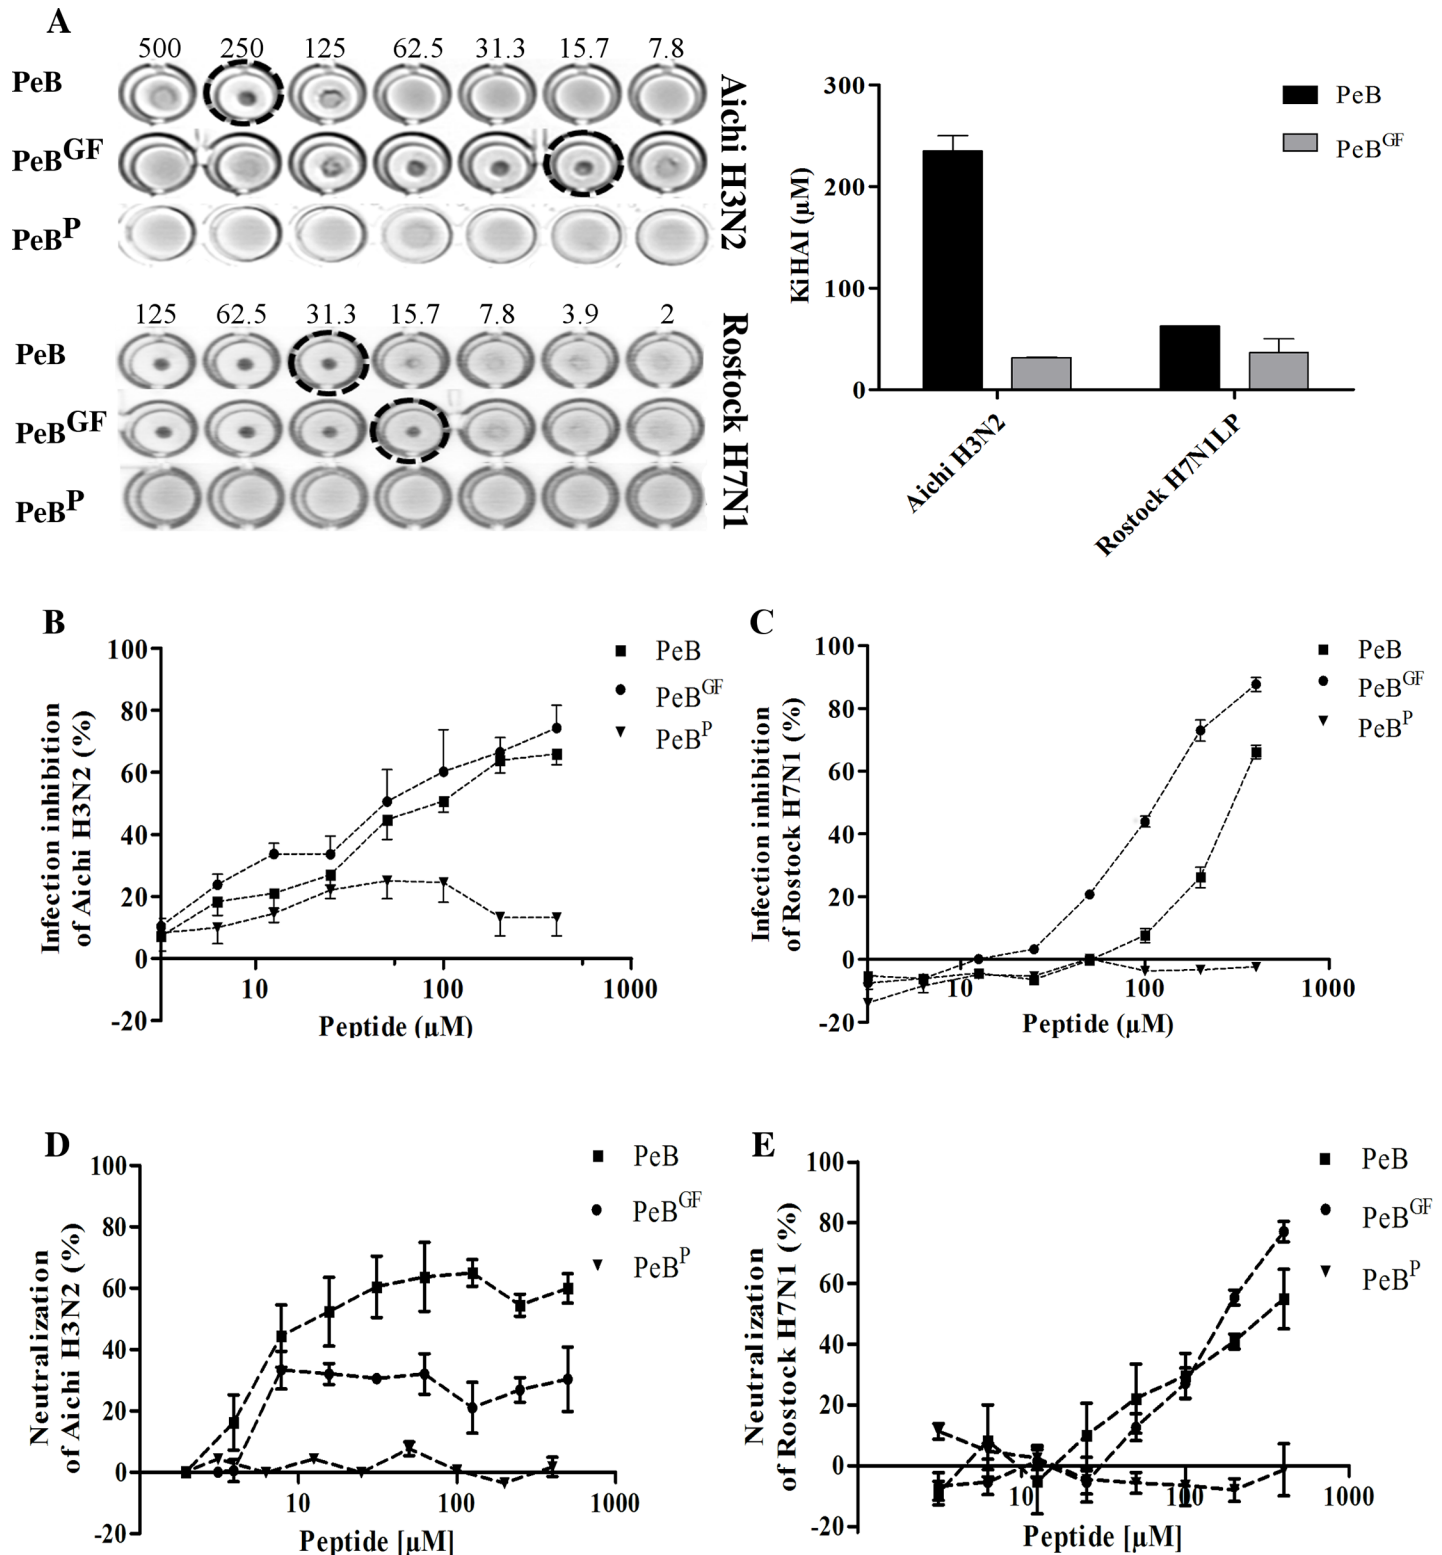 A
500 250 125 62.5 31.3 15.7 7.8
PeB
PeB^GF
PeB^P
Aichi H3N2
125 62.5 31.3 15.7 7.8 3.9 2
PeB
PeB^GF
PeB^P
Rostock H7N1
300
200
100
0
KiHAI (µM)
PeB
PeB^GF
Aichi H3N2
Rostock H7N1LP
B
100
80
60
40
20
0
-20
Infection inhibition
of Aichi H3N2 (%)
10 100 1000
Peptide (µM)
PeB
PeB^GF
PeB^P
C
100
80
60
40
20
0
-20
Infection inhibition
of Rostock H7N1 (%)
10 100 1000
Peptide (µM)
PeB
PeB^GF
PeB^P
D
100
80
60
40
20
0
-20
Neutralization
of Aichi H3N2 (%)
10 100 1000
Peptide [µM]
PeB
PeB^GF
PeB^P
E
100
80
60
40
20
0
-20
Neutralization
of Rostock H7N1 (%)
10 100 1000
Peptide [µM]
PeB
PeB^GF
PeB^P